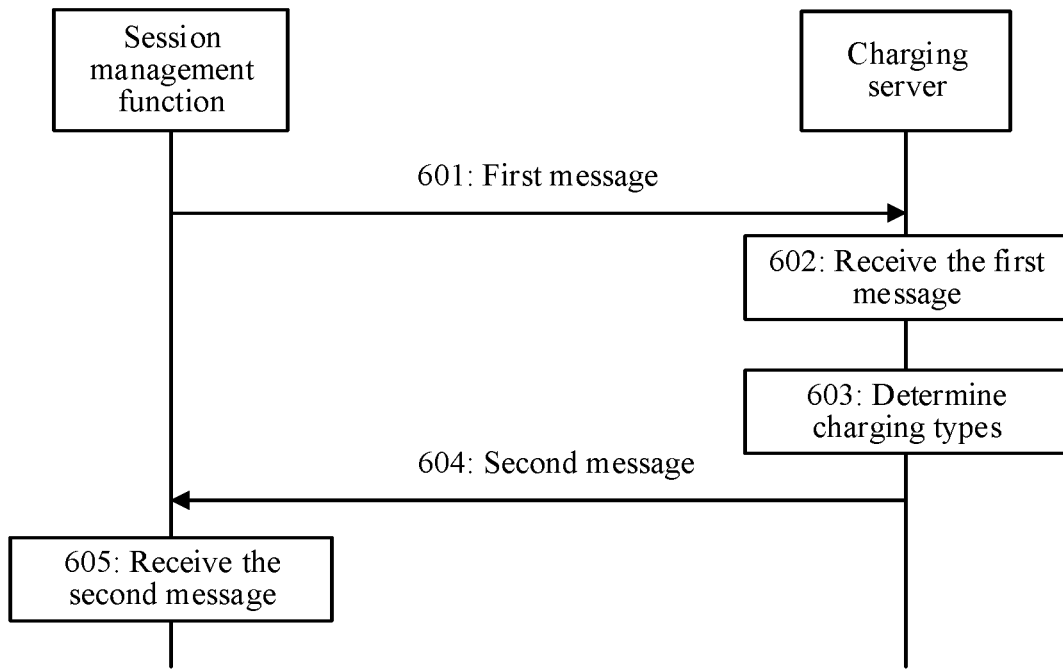 Session
management
function
Charging
server
601: First message
602: Receive the first
message
603: Determine
charging types
604: Second message
605: Receive the
second message